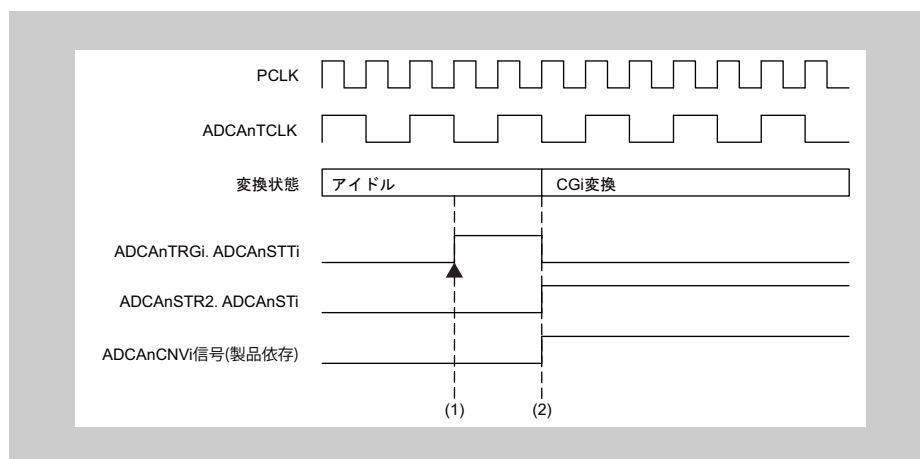 PCLK
ADCAnTCLK
変換状態 アイドル CGi変換
ADCAnTRGi. ADCAnSTTi
ADCAnSTR2. ADCAnSTi
ADCAnCNVi信号(製品依存)
(1) (2)